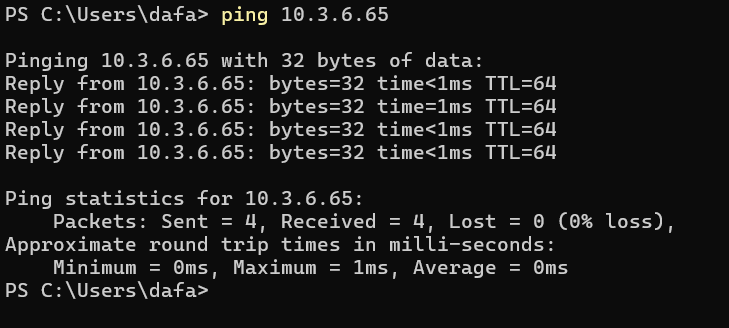 PS C:\Users\dafa> ping 10.3.6.65
Pinging 10.3.6.65 with 32 bytes of data:
Reply from 10.3.6.65: bytes=32 time<1ms TTL=64
Reply from 10.3.6.65: bytes=32 time=1ms TTL=64
Reply from 10.3.6.65: bytes=32 time<1ms TTL=64
Reply from 10.3.6.65: bytes=32 time<1ms TTL=64
Ping statistics for 10.3.6.65:
    Packets: Sent = 4, Received = 4, Lost = 0 (0% loss),
Approximate round trip times in milli-seconds:
    Minimum = 0ms, Maximum = 1ms, Average = 0ms
PS C:\Users\dafa>